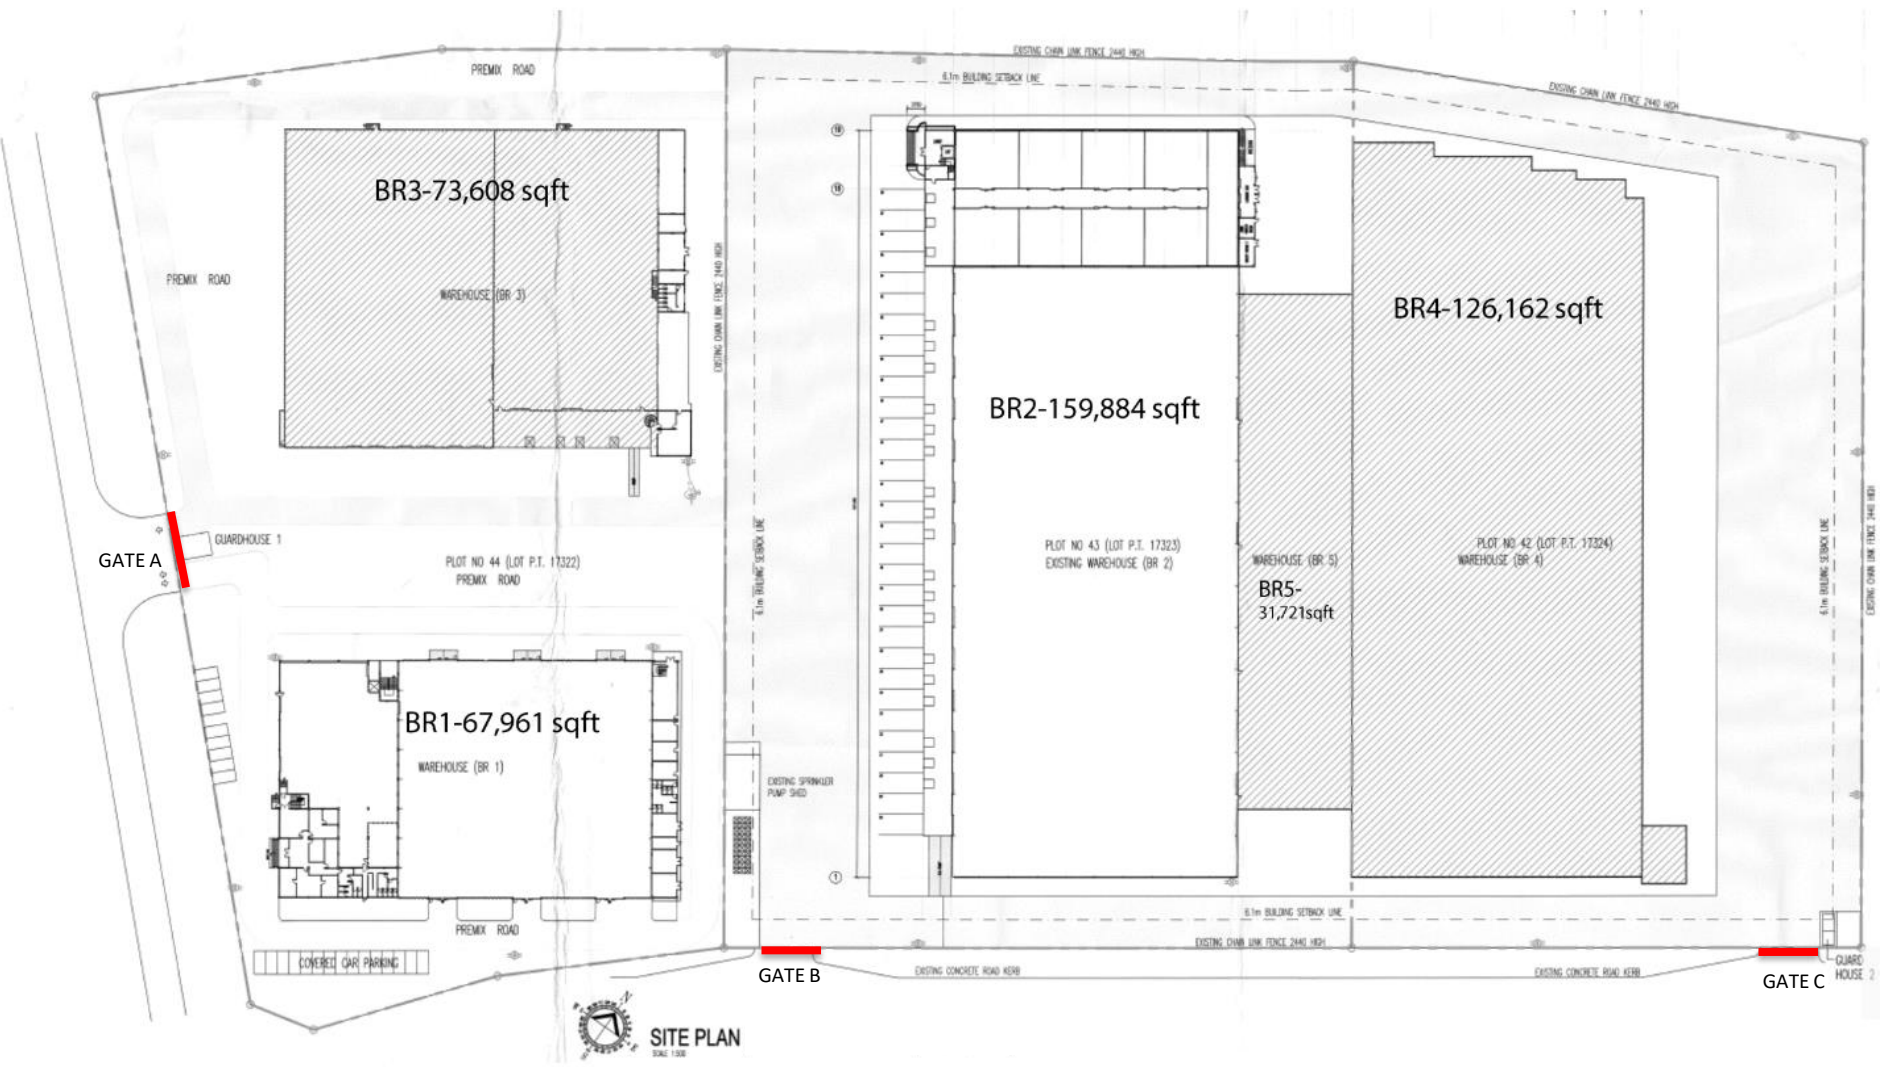 EXISTING CHAIN LINK FENCE 2440 HIGH
PREMIX ROAD
6.1m BUILDING SETBACK LINE
EXISTING CHAIN LINK FENCE 2440 HIGH
BR3-73,608 sqft
PREMIX ROAD
WAREHOUSE (BR 3)
EXISTING CHAIN LINK FENCE 2440 HIGH
BR4-126,162 sqft
BR2-159,884 sqft
GUARDHOUSE 1
GATE A
PLOT NO 44 (LOT P.T. 17322)
PREMIX ROAD
6.1m BUILDING SETBACK LINE
PLOT NO 43 (LOT P.T. 17323)
EXISTING WAREHOUSE (BR 2)
WAREHOUSE (BR 5)
BR5-
31,721sqft
PLOT NO 42 (LOT P.T. 17324)
WAREHOUSE (BR 4)
6.1m BUILDING SETBACK LINE
EXISTING CHAIN LINK FENCE 2440 HIGH
BR1-67,961 sqft
WAREHOUSE (BR 1)
EXISTING SPRINKLER
PUMP SHED
1
PREMIX ROAD
COVERED CAR PARKING
6.1m BUILDING SETBACK LINE
EXISTING CHAIN LINK FENCE 2440 HIGH
GATE B
EXISTING CONCRETE ROAD KERB
EXISTING CONCRETE ROAD KERB
GATE C
GUARD
HOUSE 2
N
SITE PLAN
SCALE 1:500